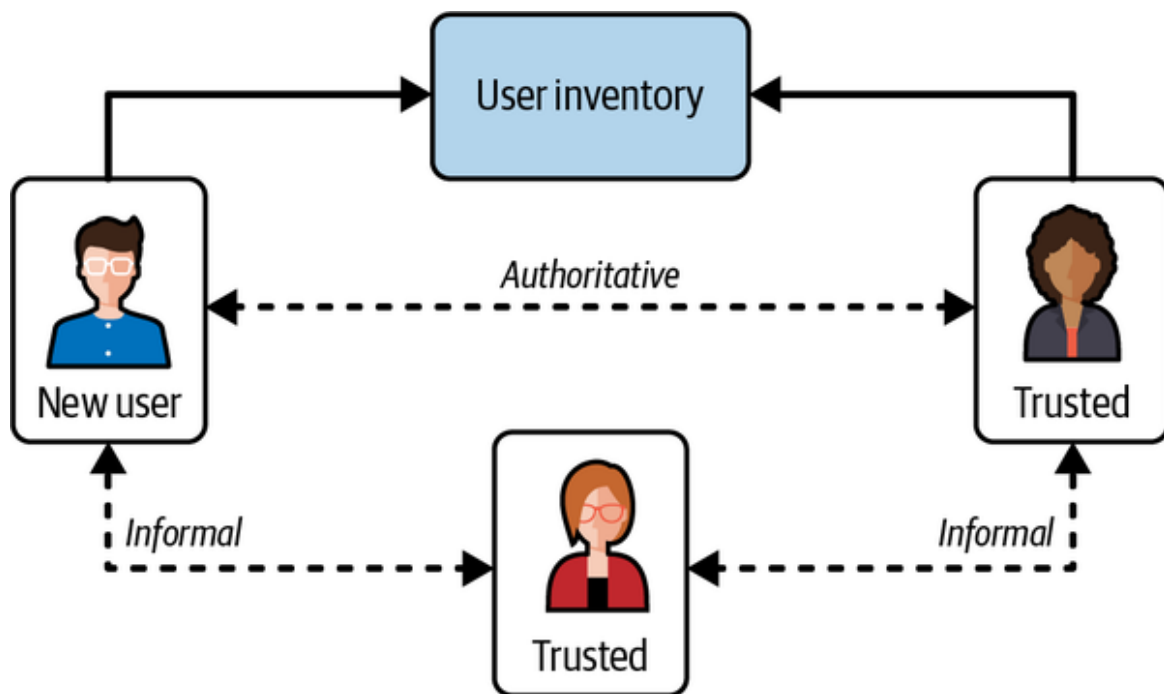 User inventory
Authoritative
New user
Trusted
Informal
Informal
Trusted